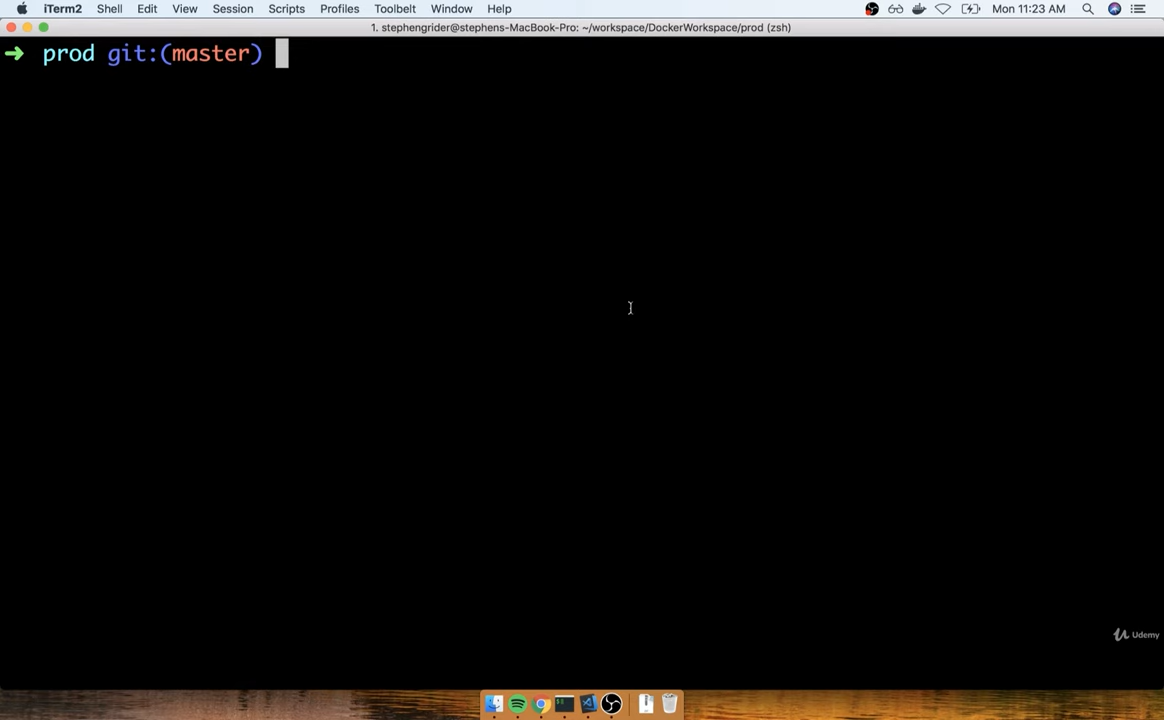 iTerm2 Shell Edit View Session Scripts Profiles Toolbelt Window Help Mon 11:23 AM
1. stephengrider@stephens-MacBook-Pro: ~/workspace/DockerWorkspace/prod (zsh)
➜ prod git:(master)
Udemy